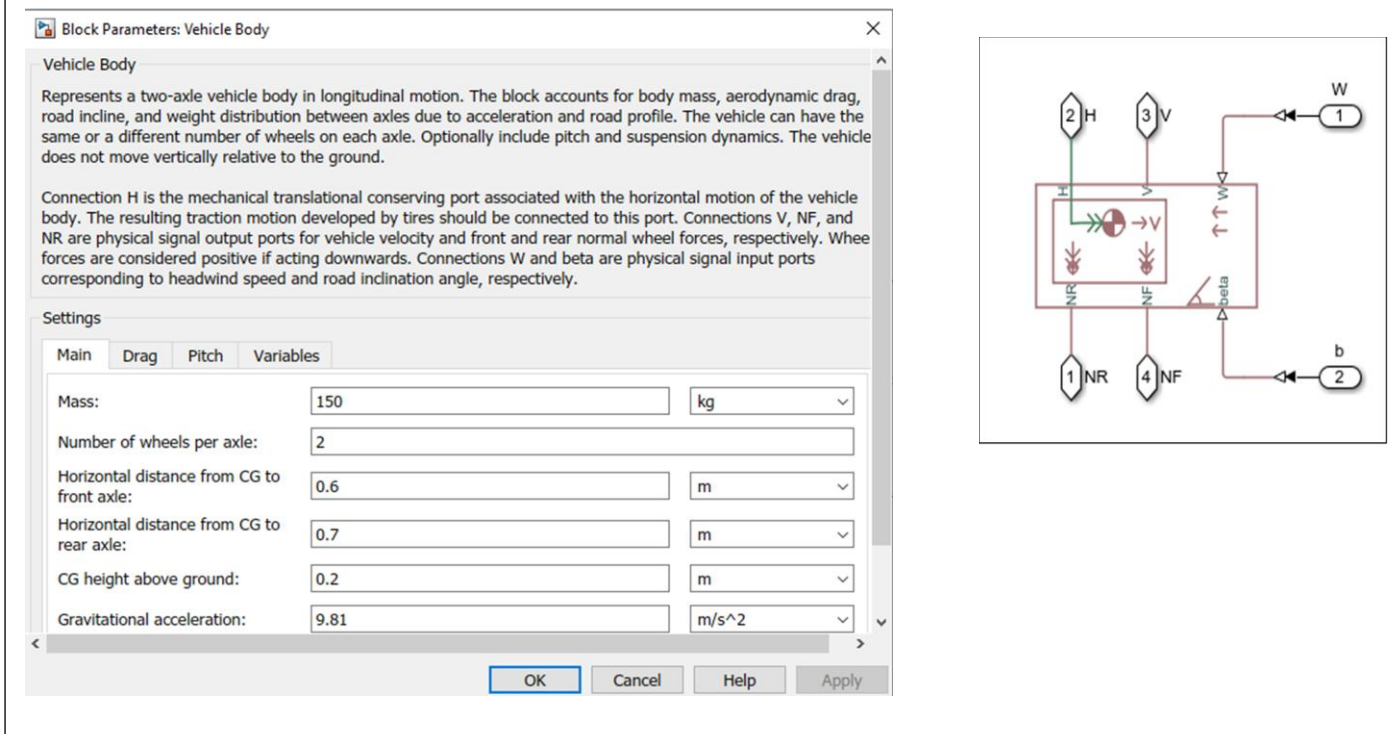 Block Parameters: Vehicle Body
Vehicle Body
Represents a two-axle vehicle body in longitudinal motion. The block accounts for body mass, aerodynamic drag,
road incline, and weight distribution between axles due to acceleration and road profile. The vehicle can have the
same or a different number of wheels on each axle. Optionally include pitch and suspension dynamics. The vehicle
does not move vertically relative to the ground.
Connection H is the mechanical translational conserving port associated with the horizontal motion of the vehicle
body. The resulting traction motion developed by tires should be connected to this port. Connections V, NF, and
NR are physical signal output ports for vehicle velocity and front and rear normal wheel forces, respectively. Whee
forces are considered positive if acting downwards. Connections W and beta are physical signal input ports
corresponding to headwind speed and road inclination angle, respectively.
Settings
Main Drag Pitch Variables
Mass: 150 kg
Number of wheels per axle: 2
Horizontal distance from CG to
front axle: 0.6 m
Horizontal distance from CG to
rear axle: 0.7 m
CG height above ground: 0.2 m
Gravitational acceleration: 9.81 m/s^2
OK Cancel Help Apply
W
2 H 3 V 1
H V W
V
NR NF beta
b
1 NR 4 NF 2